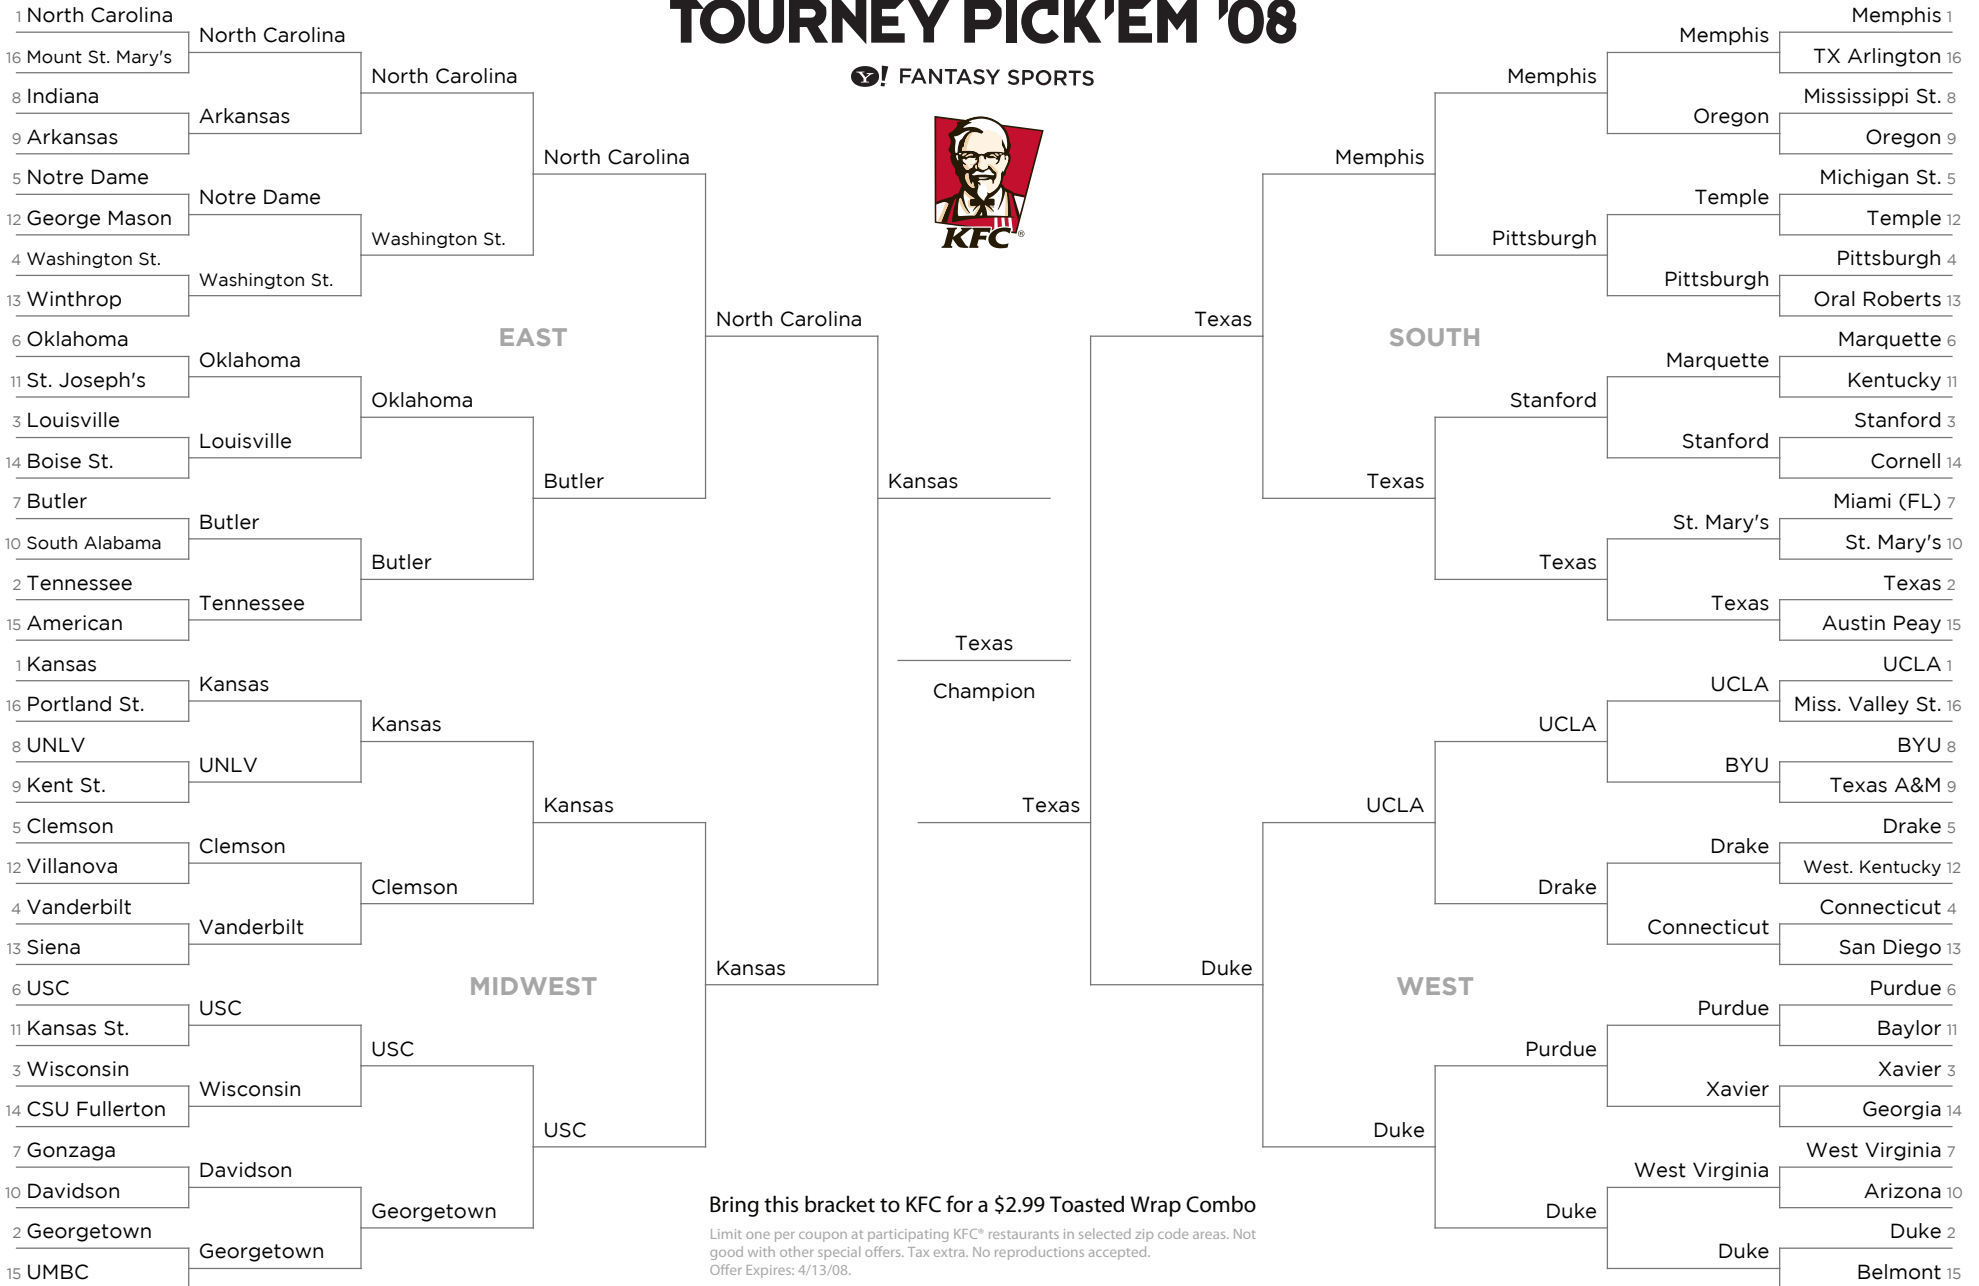 TOURNEY PICK'EM '08
Y! FANTASY SPORTS
KFC®
1 North Carolina
16 Mount St. Mary's
8 Indiana
9 Arkansas
5 Notre Dame
12 George Mason
4 Washington St.
13 Winthrop
6 Oklahoma
11 St. Joseph's
3 Louisville
14 Boise St.
7 Butler
10 South Alabama
2 Tennessee
15 American
1 Kansas
16 Portland St.
8 UNLV
9 Kent St.
5 Clemson
12 Villanova
4 Vanderbilt
13 Siena
6 USC
11 Kansas St.
3 Wisconsin
14 CSU Fullerton
7 Gonzaga
10 Davidson
2 Georgetown
15 UMBC
North Carolina
Arkansas
Notre Dame
Washington St.
Oklahoma
Louisville
Butler
Tennessee
Kansas
UNLV
Clemson
Vanderbilt
USC
Wisconsin
Davidson
Georgetown
North Carolina
Washington St.
Oklahoma
Butler
Kansas
Clemson
USC
Georgetown
EAST
MIDWEST
North Carolina
Butler
Kansas
USC
North Carolina
Kansas
Kansas
Texas
Champion
Texas
Texas
Duke
Memphis
Texas
UCLA
Duke
SOUTH
WEST
Memphis
Pittsburgh
Stanford
Texas
UCLA
Drake
Purdue
Duke
Memphis
Oregon
Temple
Pittsburgh
Marquette
Stanford
St. Mary's
Texas
UCLA
BYU
Drake
Connecticut
Purdue
Xavier
West Virginia
Duke
Memphis 1
TX Arlington 16
Mississippi St. 8
Oregon 9
Michigan St. 5
Temple 12
Pittsburgh 4
Oral Roberts 13
Marquette 6
Kentucky 11
Stanford 3
Cornell 14
Miami (FL) 7
St. Mary's 10
Texas 2
Austin Peay 15
UCLA 1
Miss. Valley St. 16
BYU 8
Texas A&M 9
Drake 5
West. Kentucky 12
Connecticut 4
San Diego 13
Purdue 6
Baylor 11
Xavier 3
Georgia 14
West Virginia 7
Arizona 10
Duke 2
Belmont 15
Bring this bracket to KFC for a $2.99 Toasted Wrap Combo
Limit one per coupon at participating KFC® restaurants in selected zip code areas. Not
good with other special offers. Tax extra. No reproductions accepted.
Offer Expires: 4/13/08.